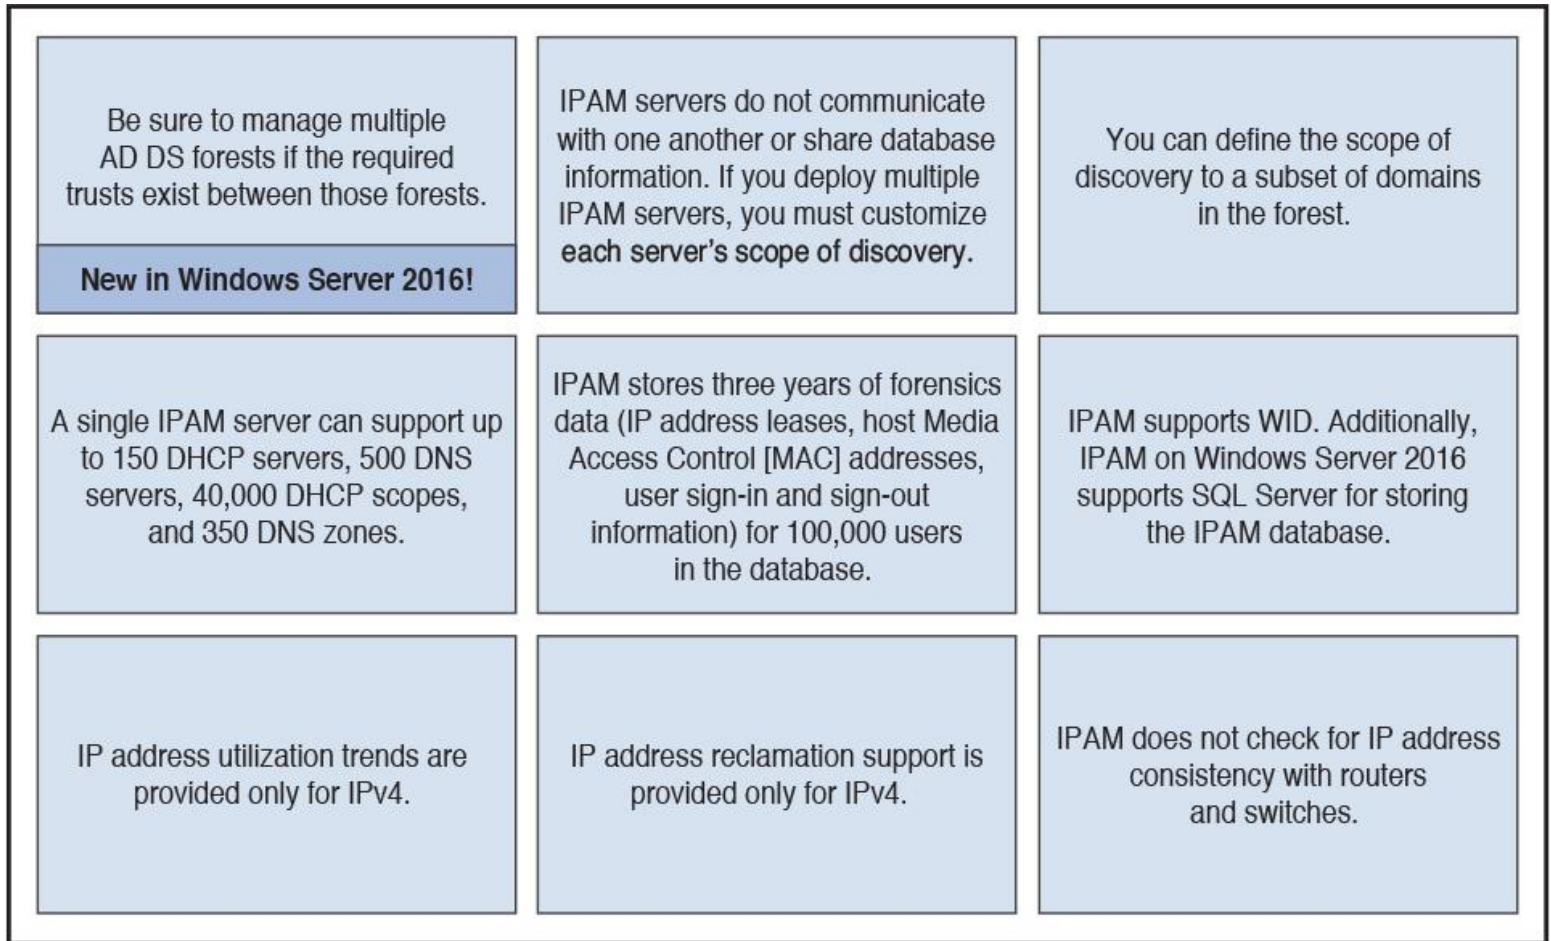 Be sure to manage multiple
AD DS forests if the required
trusts exist between those forests.
New in Windows Server 2016!
IPAM servers do not communicate
with one another or share database
information. If you deploy multiple
IPAM servers, you must customize
each server's scope of discovery.
You can define the scope of
discovery to a subset of domains
in the forest.
A single IPAM server can support up
to 150 DHCP servers, 500 DNS
servers, 40,000 DHCP scopes,
and 350 DNS zones.
IPAM stores three years of forensics
data (IP address leases, host Media
Access Control [MAC] addresses,
user sign-in and sign-out
information) for 100,000 users
in the database.
IPAM supports WID. Additionally,
IPAM on Windows Server 2016
supports SQL Server for storing
the IPAM database.
IP address utilization trends are
provided only for IPv4.
IP address reclamation support is
provided only for IPv4.
IPAM does not check for IP address
consistency with routers
and switches.